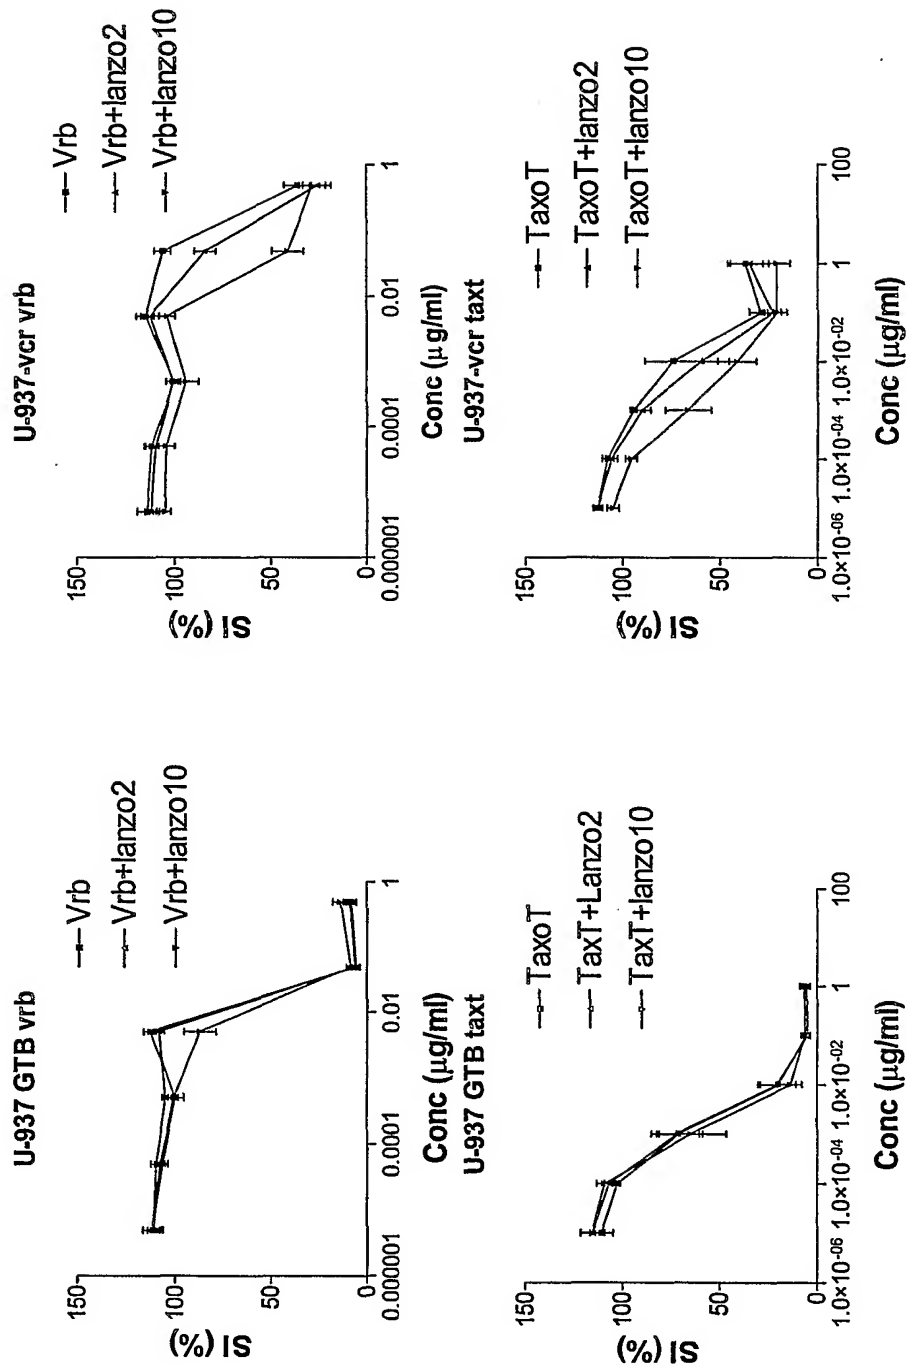 U-937 GTB vrb
Vrb
Vrb+lanzo2
Vrb+lanzo10
SI (%)
150
100
50
0
0.000001
0.0001
0.01
1
Conc (μg/ml)
U-937-vcr vrb
Vrb
Vrb+lanzo2
Vrb+lanzo10
SI (%)
150
100
50
0
0.000001
0.0001
0.01
1
Conc (μg/ml)
U-937 GTB taxt
TaxoT
TaxT+Lanzo2
TaxT+lanzo10
SI (%)
150
100
50
0
1.0×10-06
1.0×10-04
1.0×10-02
1
100
Conc (μg/ml)
U-937-vcr taxt
TaxoT
TaxoT+lanzo2
TaxoT+lanzo10
SI (%)
150
100
50
0
1.0×10-06
1.0×10-04
1.0×10-02
1
100
Conc (μg/ml)